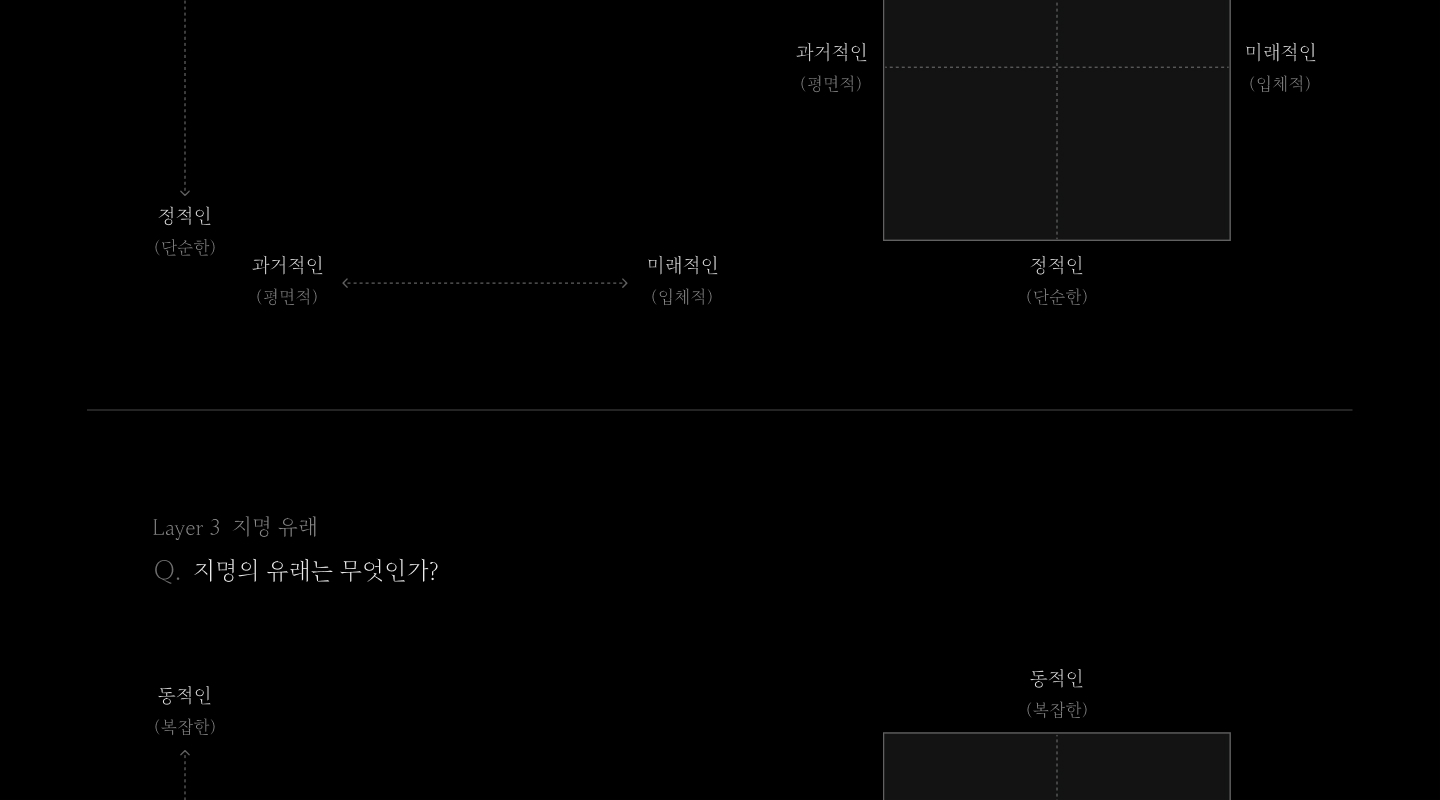 과거적인
(평면적)
미래적인
(입체적)
정적인
(단순한)
과거적인
(평면적)
미래적인
(입체적)
정적인
(단순한)
Layer 3 지명 유래
Q. 지명의 유래는 무엇인가?
동적인
(복잡한)
동적인
(복잡한)